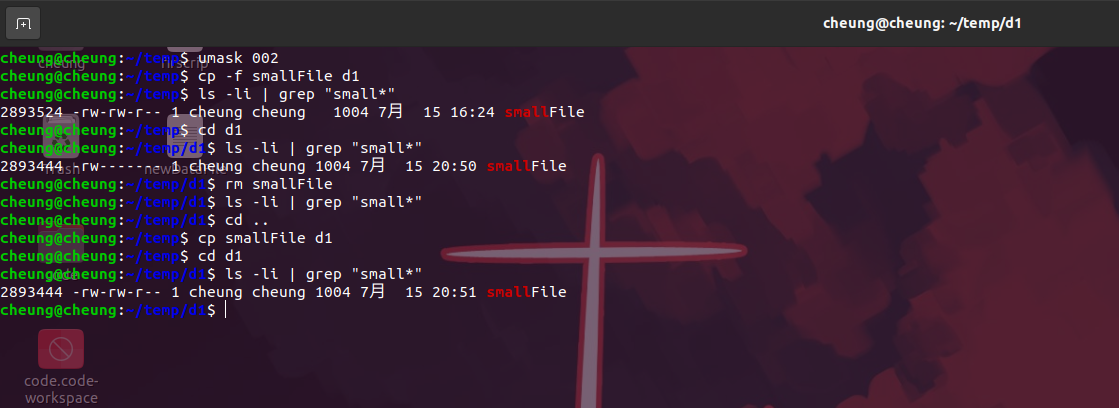 cheung@cheung: ~/temp/d1
cheung@cheung:~/temp$ umask 002
cheung@cheung:~/temp$ cp -f smallFile d1
cheung@cheung:~/temp$ ls -li | grep "small*"
2893524 -rw-rw-r-- 1 cheung cheung   1004 7月  15 16:24 smallFile
cheung@cheung:~/temp$ cd d1
cheung@cheung:~/temp/d1$ ls -li | grep "small*"
2893444 -rw------- 1 cheung cheung 1004 7月  15 20:50 smallFile
cheung@cheung:~/temp/d1$ rm smallFile
cheung@cheung:~/temp/d1$ ls -li | grep "small*"
cheung@cheung:~/temp/d1$ cd ..
cheung@cheung:~/temp$ cp smallFile d1
cheung@cheung:~/temp$ cd d1
cheung@cheung:~/temp/d1$ ls -li | grep "small*"
2893444 -rw-rw-r-- 1 cheung cheung 1004 7月  15 20:51 smallFile
cheung@cheung:~/temp/d1$
cheung
Trash
code
code.code-
workspace